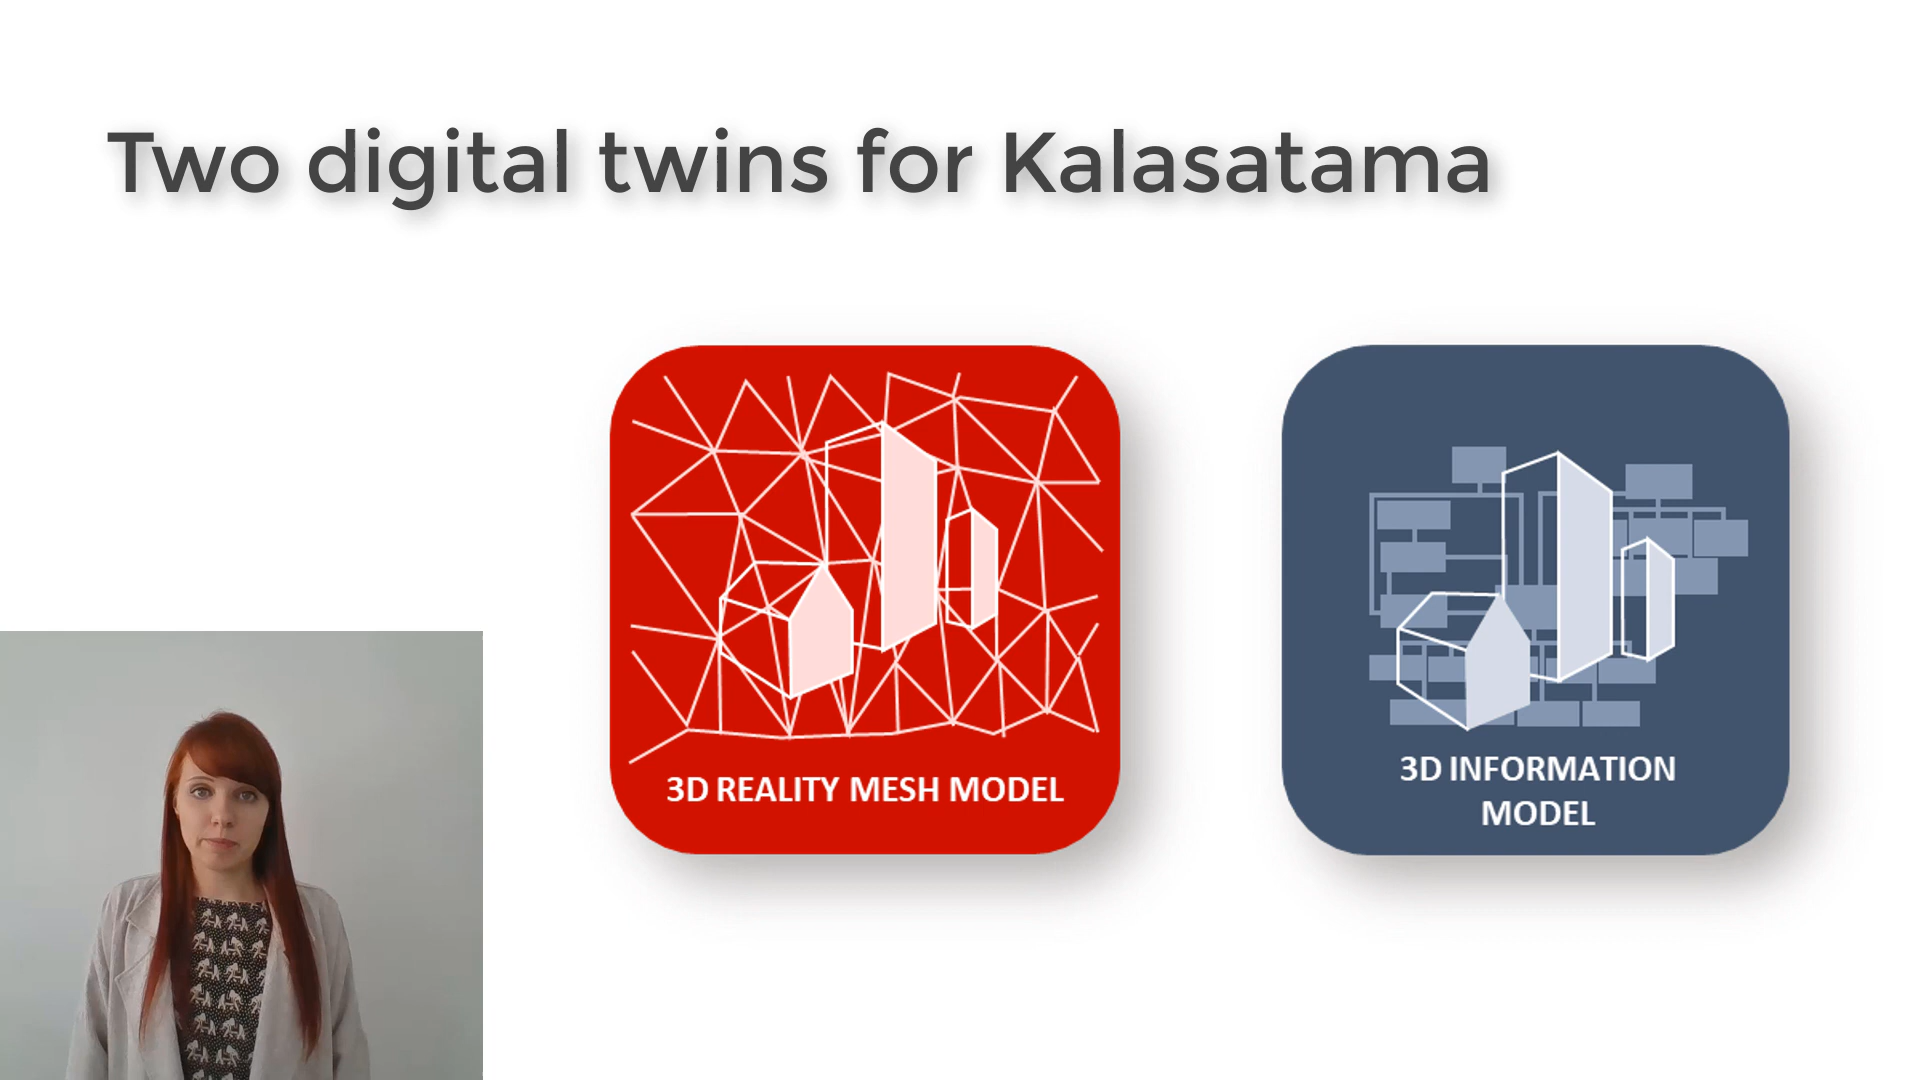 Two digital twins for Kalasatama
3D REALITY MESH MODEL
3D INFORMATION
MODEL